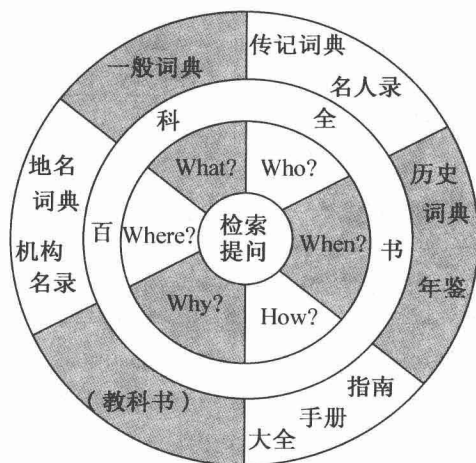 传记词典
名人录
一般词典
科
全
What?
Who?
地名
词典
历史
词典
百
Where?
检索
提问
When?
书
机构
名录
年鉴
Why?
How?
(教科书)
指南
手册
大全